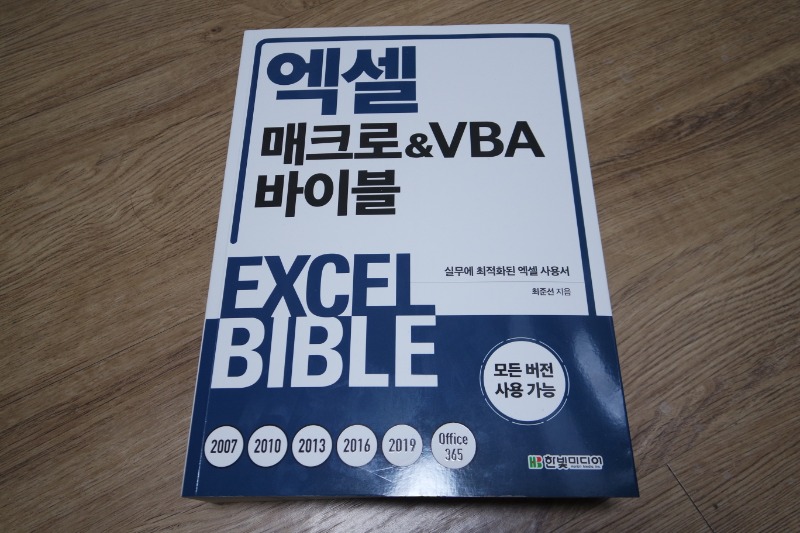 엑셀
매크로&VBA
바이블
EXCEL
BIBLE
실무에 최적화된 엑셀 사용서
최준선 지음
모든 버전
사용 가능
2007 2010 2013 2016 2019 Office 365
HB 한빛미디어